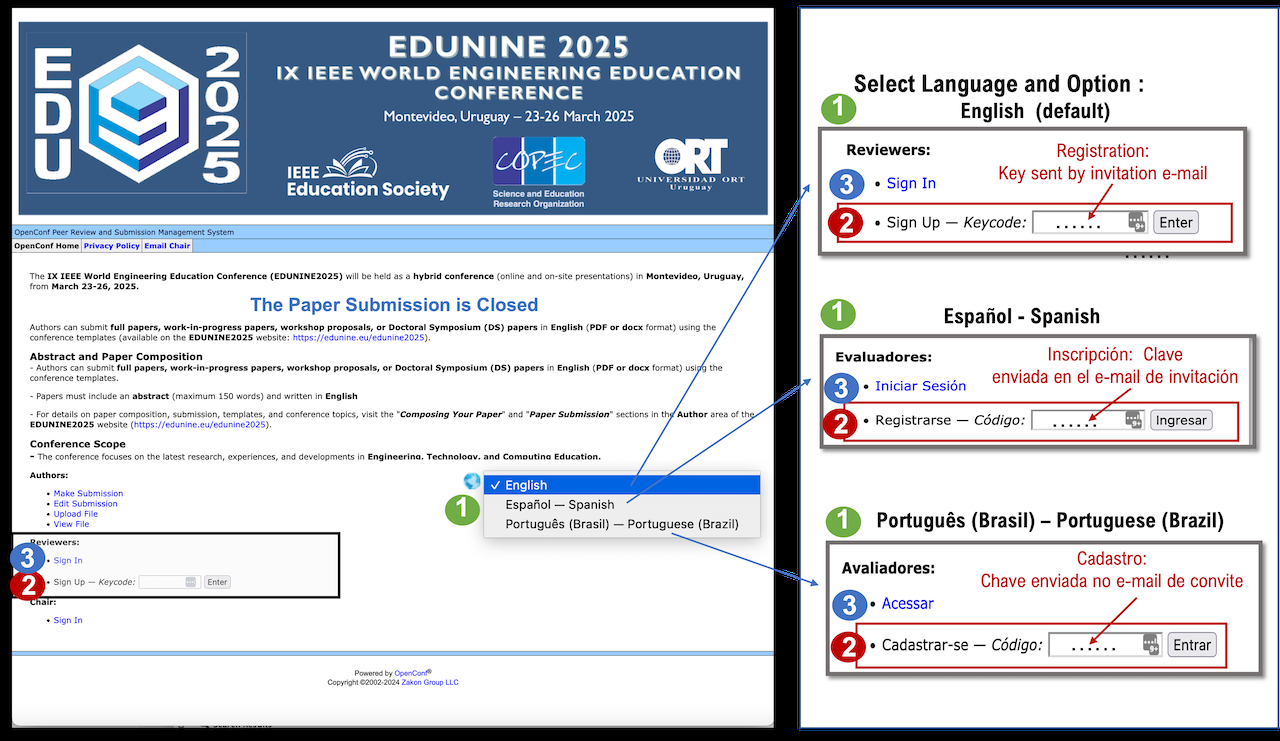 EDU
2025
EDUNINE 2025
IX IEEE WORLD ENGINEERING EDUCATION
CONFERENCE
Montevideo, Uruguay – 23-26 March 2025
IEEE
Education Society
COPEC
Science and Education
Research Organization
ORT
UNIVERSIDAD ORT
Uruguay
OpenConf Peer Review and Submission Management System
OpenConf Home Privacy Policy Email Chair
The IX IEEE World Engineering Education Conference (EDUNINE2025) will be held as a hybrid conference (online and on-site presentations) in Montevideo, Uruguay,
from March 23-26, 2025.
The Paper Submission is Closed
Authors can submit full papers, work-in-progress papers, workshop proposals, or Doctoral Symposium (DS) papers in English (PDF or docx format) using the
conference templates (available on the EDUNINE2025 website: https://edunine.eu/edunine2025).
Abstract and Paper Composition
- Authors can submit full papers, work-in-progress papers, workshop proposals, or Doctoral Symposium (DS) papers in English (PDF or docx format) using the
conference templates.
- Papers must include an abstract (maximum 150 words) and written in English
- For details on paper composition, submission, templates, and conference topics, visit the "Composing Your Paper" and "Paper Submission" sections in the Author area of the
EDUNINE2025 website (https://edunine.eu/edunine2025).
Conference Scope
- The conference focuses on the latest research, experiences, and developments in Engineering, Technology, and Computing Education.
Authors:
• Make Submission
• Edit Submission
• Upload File
• View File
Reviewers:
3 • Sign In
2 • Sign Up — Keycode: Enter
Chair:
• Sign In
1
✓ English
Español — Spanish
Português (Brasil) — Portuguese (Brazil)
Powered by OpenConf®
Copyright ©2002-2024 Zakon Group LLC
Select Language and Option :
1
English (default)
Reviewers:
Registration:
Key sent by invitation e-mail
3 • Sign In
2 • Sign Up — Keycode: ...... 9+ Enter
......
1
Español - Spanish
Evaluadores:
Inscripción: Clave
enviada en el e-mail de invitación
3 • Iniciar Sesión
2 • Registrarse — Código: ...... 9+ Ingresar
1
Português (Brasil) – Portuguese (Brazil)
Avaliadores:
Cadastro:
Chave enviada no e-mail de convite
3 • Acessar
2 • Cadastrar-se — Código: ...... 9+ Entrar